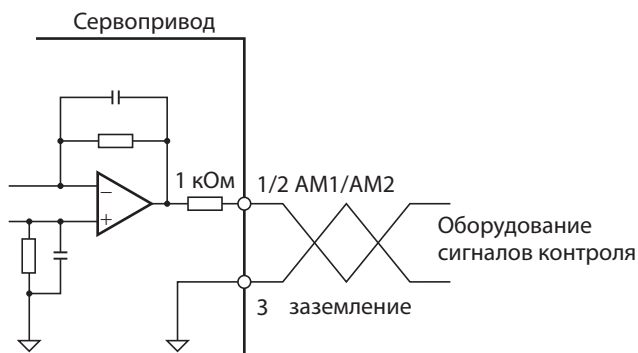 Сервопривод
1 кОм
1/2 AM1/AM2
Оборудование
сигналов контроля
3 заземление